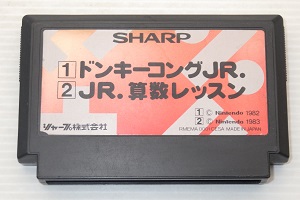 SHARP
1 ドンキーコングJR.
2 JR.算数レッスン
1 © Nintendo 1982
シャープ株式会社
2 © Nintendo 1983
MADE IN JAPAN